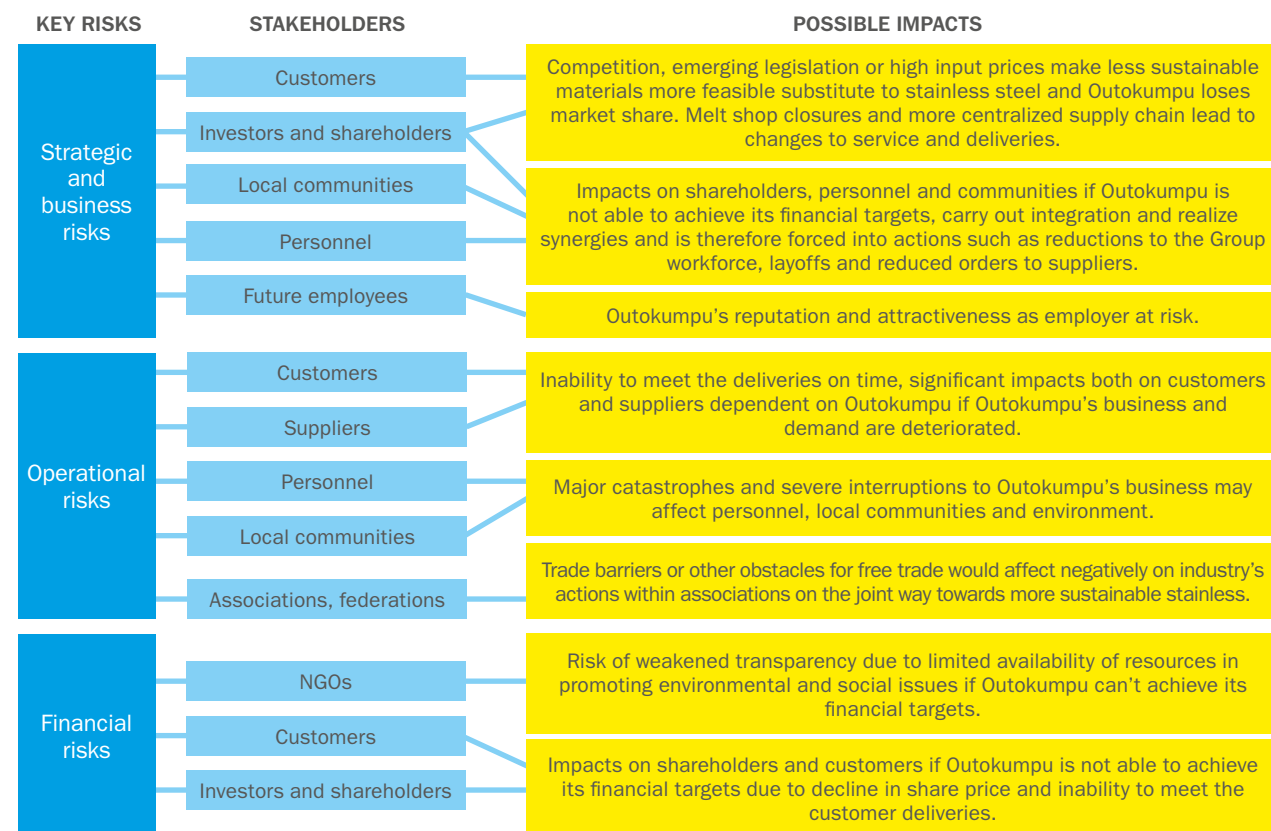 KEY RISKS
STAKEHOLDERS
POSSIBLE IMPACTS
Strategic
and
business
risks
Customers
Investors and shareholders
Local communities
Personnel
Future employees
Competition, emerging legislation or high input prices make less sustainable
materials more feasible substitute to stainless steel and Outokumpu loses
market share. Melt shop closures and more centralized supply chain lead to
changes to service and deliveries.
Impacts on shareholders, personnel and communities if Outokumpu is
not able to achieve its financial targets, carry out integration and realize
synergies and is therefore forced into actions such as reductions to the Group
workforce, layoffs and reduced orders to suppliers.
Outokumpu's reputation and attractiveness as employer at risk.
Operational
risks
Customers
Suppliers
Personnel
Local communities
Associations, federations
Inability to meet the deliveries on time, significant impacts both on customers
and suppliers dependent on Outokumpu if Outokumpu's business and
demand are deteriorated.
Major catastrophes and severe interruptions to Outokumpu's business may
affect personnel, local communities and environment.
Trade barriers or other obstacles for free trade would affect negatively on industry's
actions within associations on the joint way towards more sustainable stainless.
Financial
risks
NGOs
Customers
Investors and shareholders
Risk of weakened transparency due to limited availability of resources in
promoting environmental and social issues if Outokumpu can't achieve its
financial targets.
Impacts on shareholders and customers if Outokumpu is not able to achieve
its financial targets due to decline in share price and inability to meet the
customer deliveries.